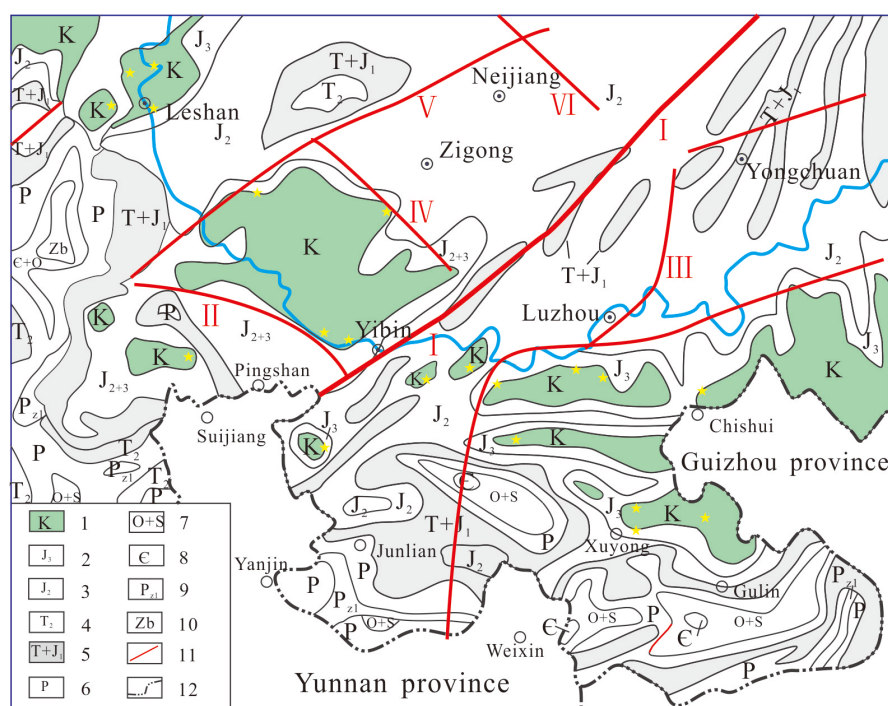 K
J3
K
J2
T+J1
K
Leshan
J2
T+J1
T2
Neijiang
J2
V
VI
I
T+J1
Zigong
Yongchuan
T+J1
P
P
T+J1
Zb
Є+O
IV
K
J2+3
T+J1
III
J2
K
P
II
J2+3
Luzhou
Yibin
I
T2
K
J2+3
Pingshan
K
K
K
J3
K
Pz1
Suijiang
J3
J2
Chishui
K
J3
K
T2
P
Pz1
T2
T2
O+S
P
Guizhou province
Є
O+S
J2
J2
T+J1
P
J3
K
Xuyong
Junlian
J2
Yanjin
P
Pz1
P
O+S
Gulin
Pz1
O+S
P
Є
O+S
Є
P
P
Weixin
P
Yunnan province
K 1
J3 2
J2 3
T2 4
T+J1 5
P 6
O+S 7
Є 8
Pz1 9
Zb 10
11
12